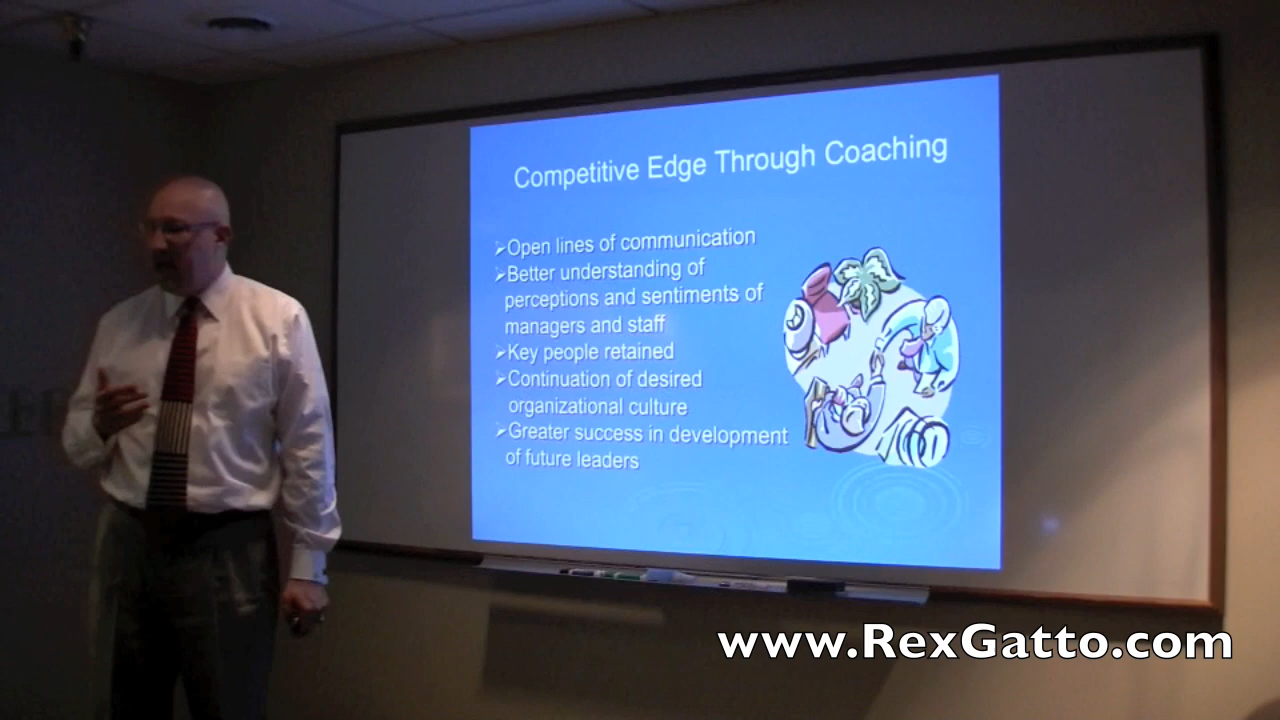 Competitive Edge Through Coaching
➢Open lines of communication
➢Better understanding of
perceptions and sentiments of
managers and staff
➢Key people retained
➢Continuation of desired
organizational culture
➢Greater success in development
of future leaders
www.RexGatto.com